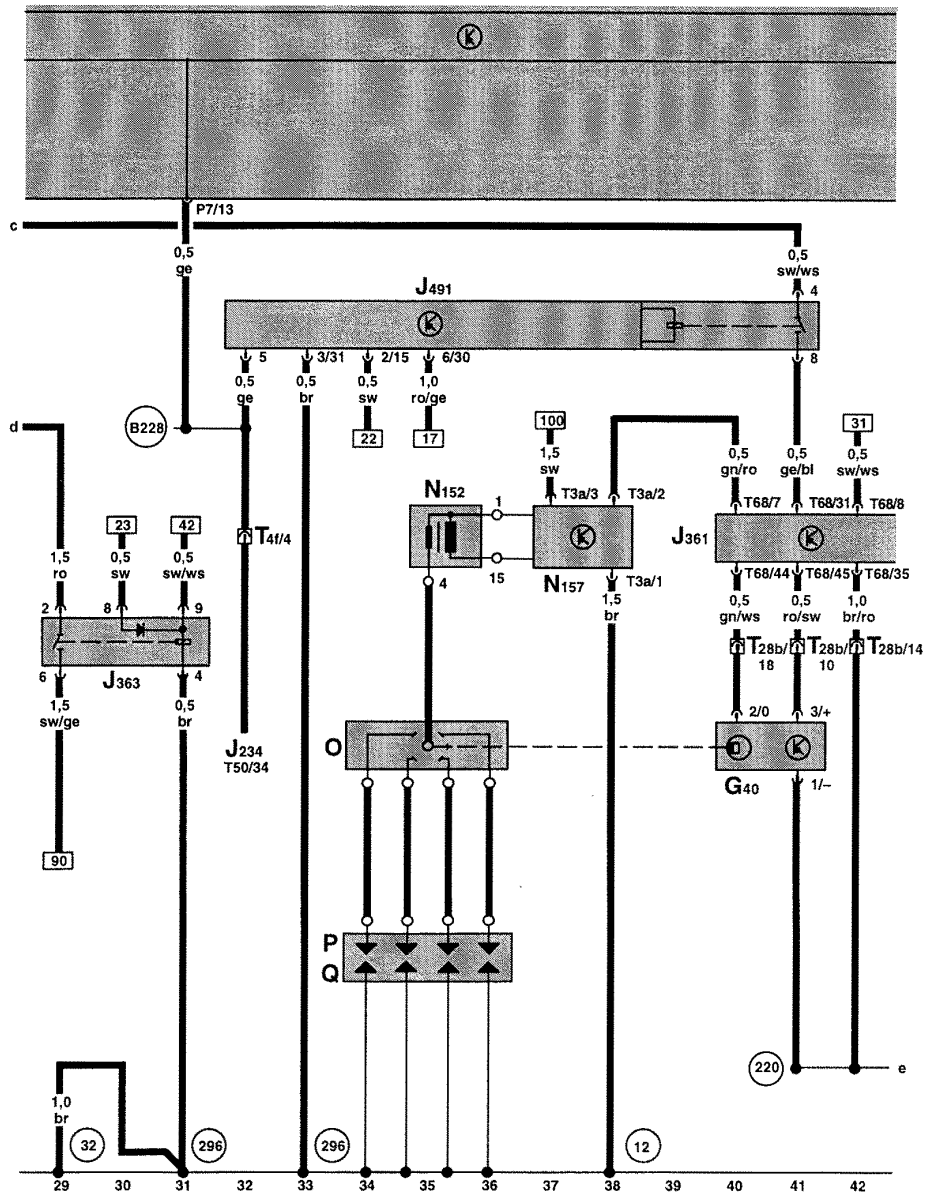 P7/13
c
0,5
ge
0,5
sw/ws
4
J491
5
3/31
2/15
6/30
8
0,5
ge
0,5
br
0,5
sw
1,0
ro/ge
22
17
d
B228
100
1,5
sw
31
0,5
gn/ro
0,5
ge/bl
0,5
sw/ws
N152
1
T3a/3
T3a/2
T68/7
T68/31
T68/8
23
42
T4f/4
J361
1,5
ro
0,5
sw
0,5
sw/ws
15
N157
4
T3a/1
T68/44
T68/45
T68/35
2
8
9
1,5
br
0,5
gn/ws
0,5
ro/sw
1,0
br/ro
T28b/18
T28b/10
T28b/14
6
J363
4
1,5
sw/ge
0,5
br
2/0
3/+
O
J234
T50/34
G40
1/–
90
P
Q
220
e
1,0
br
32
296
296
12
29 30 31 32 33 34 35 36 37 38 39 40 41 42